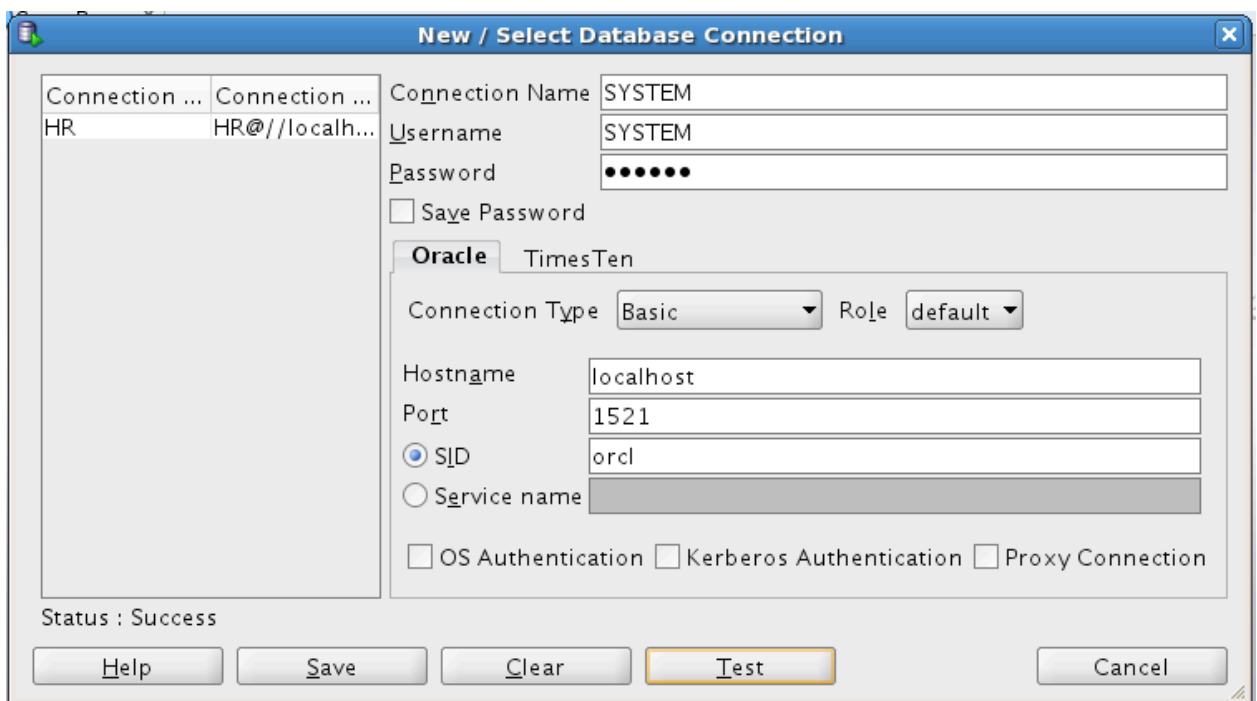 New / Select Database Connection
Connection ... Connection ...
HR HR@//localh...
Connection Name SYSTEM
Username SYSTEM
Password ••••••
Save Password
Oracle TimesTen
Connection Type Basic Role default
Hostname localhost
Port 1521
SID orcl
Service name
OS Authentication Kerberos Authentication Proxy Connection
Status : Success
Help Save Clear Test Cancel